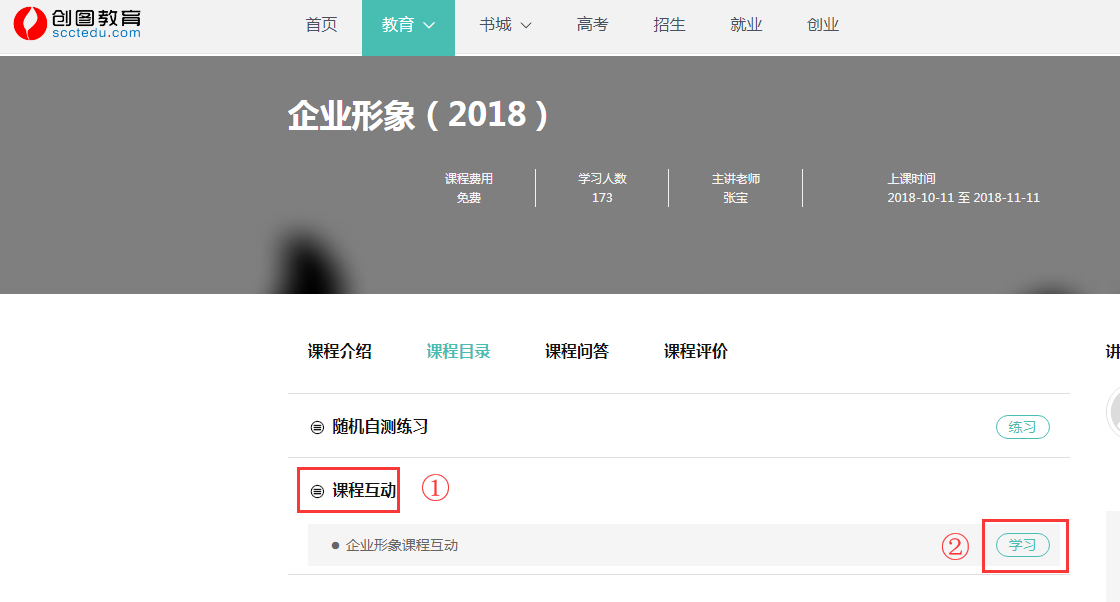 创图教育
scctedu.com
首页 教育 书城 高考 招生 就业 创业
企业形象（2018）
课程费用 学习人数 主讲老师 上课时间
免费 173 张宝 2018-10-11 至 2018-11-11
课程介绍 课程目录 课程问答 课程评价 讲
随机自测练习 练习
课程互动 ①
企业形象课程互动 ② 学习